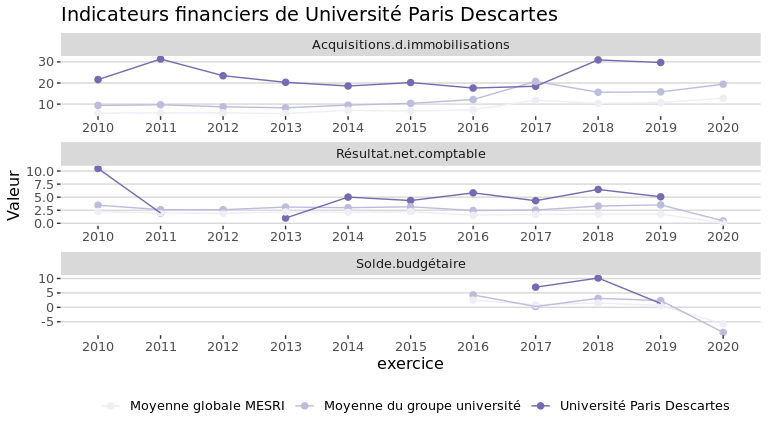 Indicateurs financiers de Université Paris Descartes
Acquisitions.d.immobilisations
30
20
10
2010 2011 2012 2013 2014 2015 2016 2017 2018 2019 2020
Résultat.net.comptable
10.0
7.5
5.0
2.5
0.0
2010 2011 2012 2013 2014 2015 2016 2017 2018 2019 2020
Valeur
Solde.budgétaire
10
5
0
-5
2010 2011 2012 2013 2014 2015 2016 2017 2018 2019 2020
exercice
Moyenne globale MESRI Moyenne du groupe université Université Paris Descartes